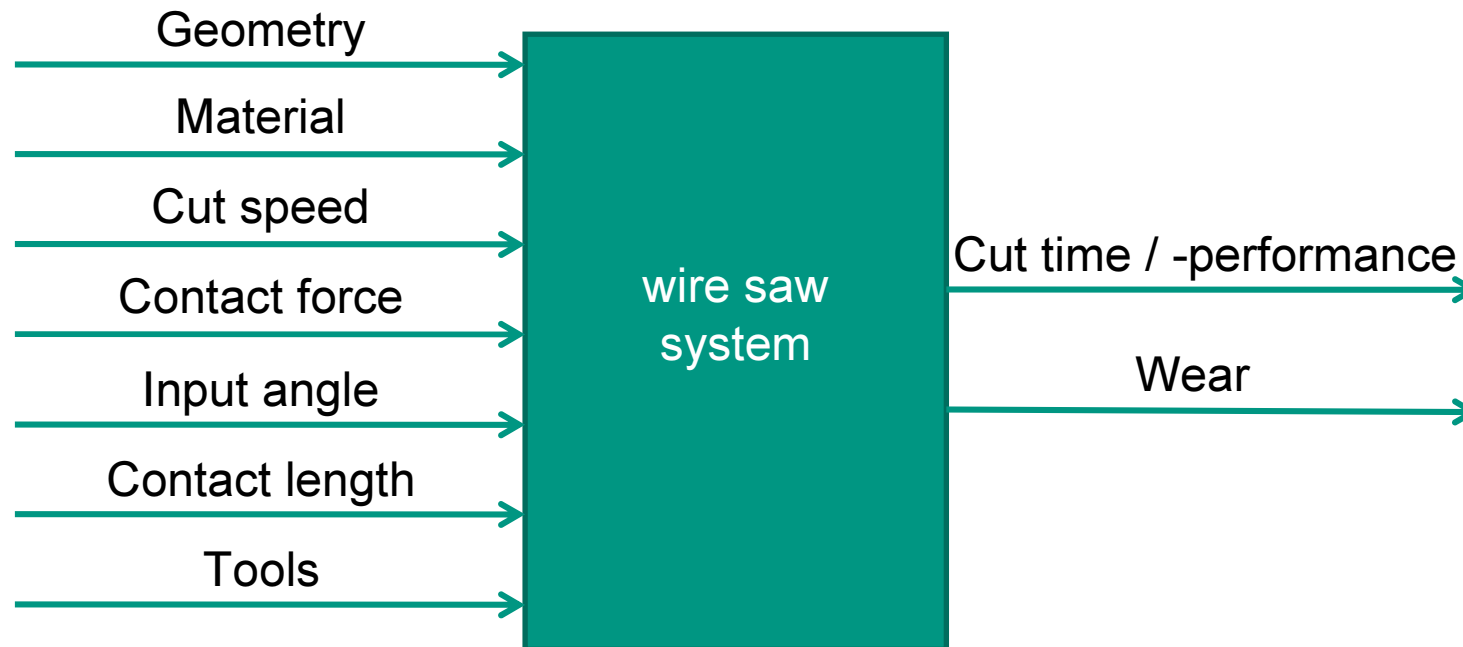 Geometry
Material
Cut speed
Contact force
Input angle
Contact length
Tools
wire saw
system
Cut time / -performance
Wear